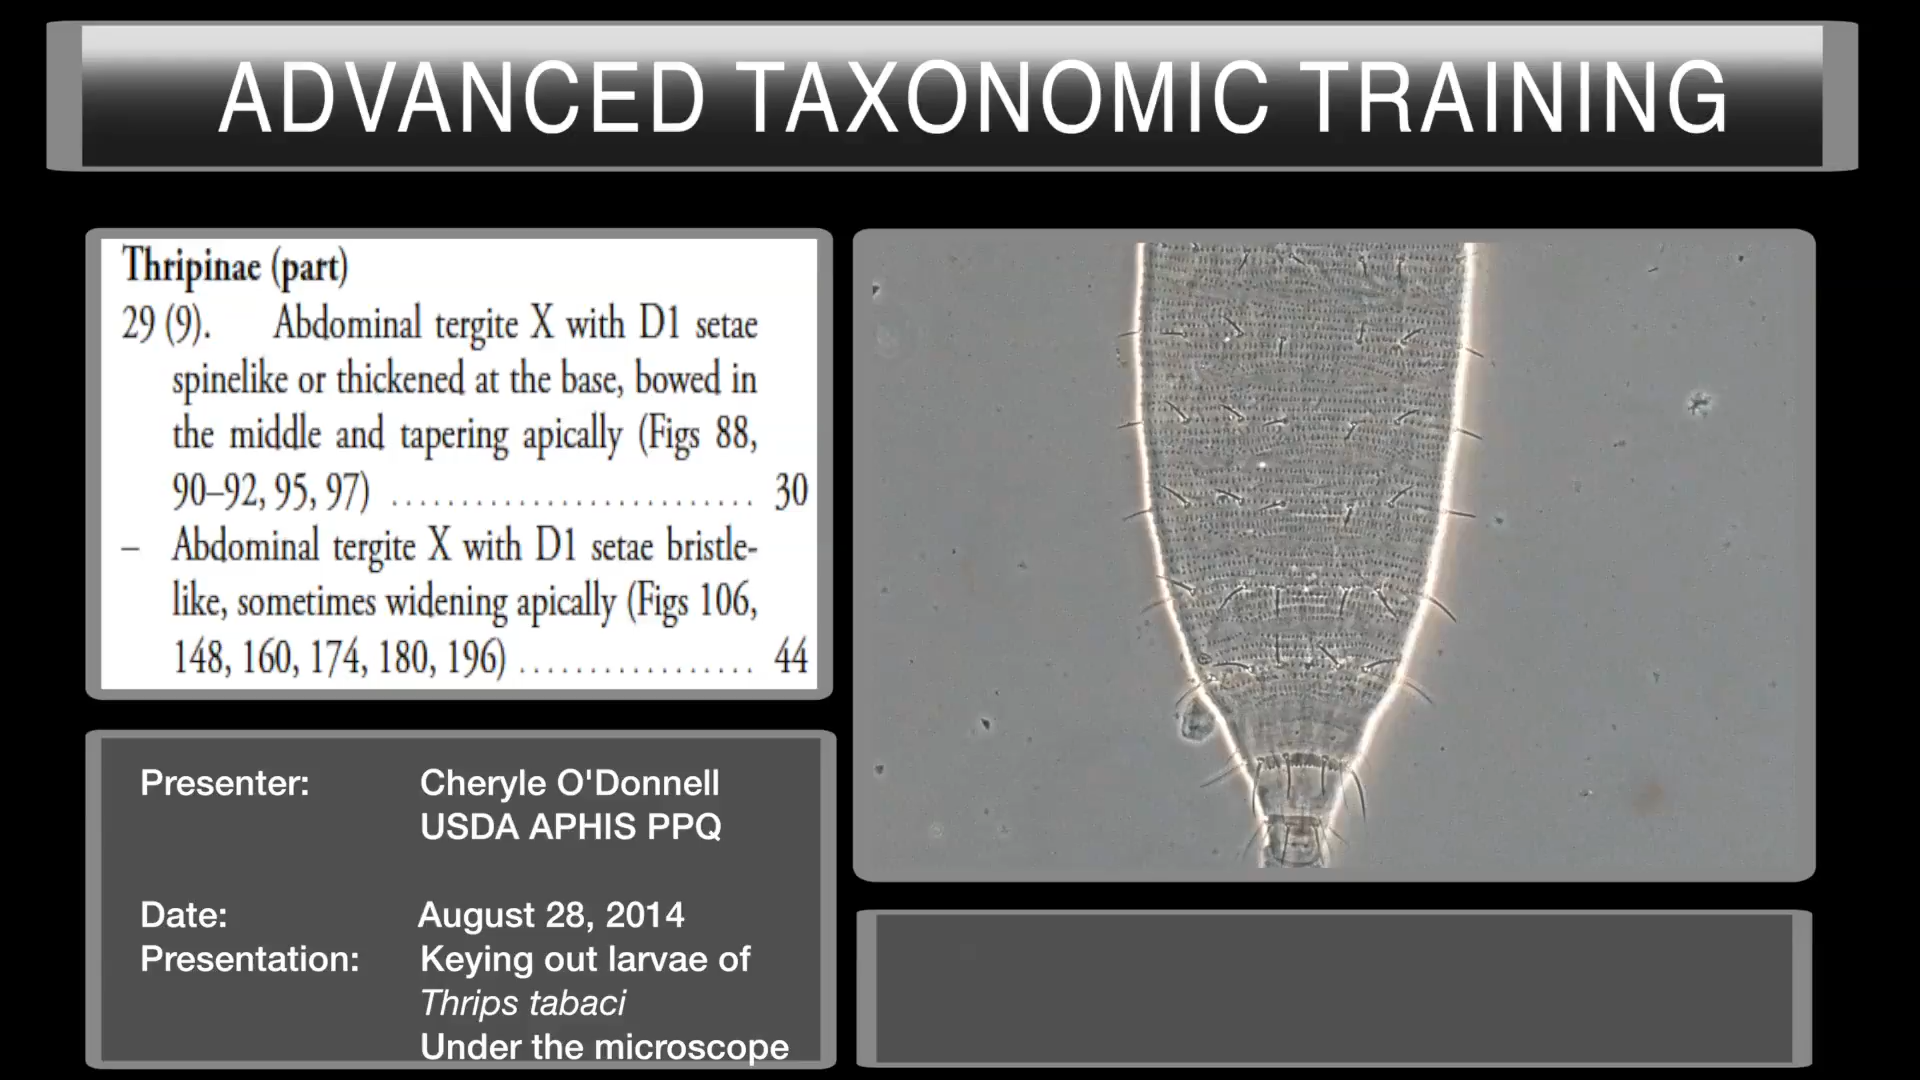 ADVANCED TAXONOMIC TRAINING
Thripinae (part)
29 (9). Abdominal tergite X with D1 setae
spinelike or thickened at the base, bowed in
the middle and tapering apically (Figs 88,
90–92, 95, 97) .......................... 30
– Abdominal tergite X with D1 setae bristle-
like, sometimes widening apically (Figs 106,
148, 160, 174, 180, 196) ................. 44
Presenter: Cheryle O'Donnell
USDA APHIS PPQ
Date: August 28, 2014
Presentation: Keying out larvae of
Thrips tabaci
Under the microscope